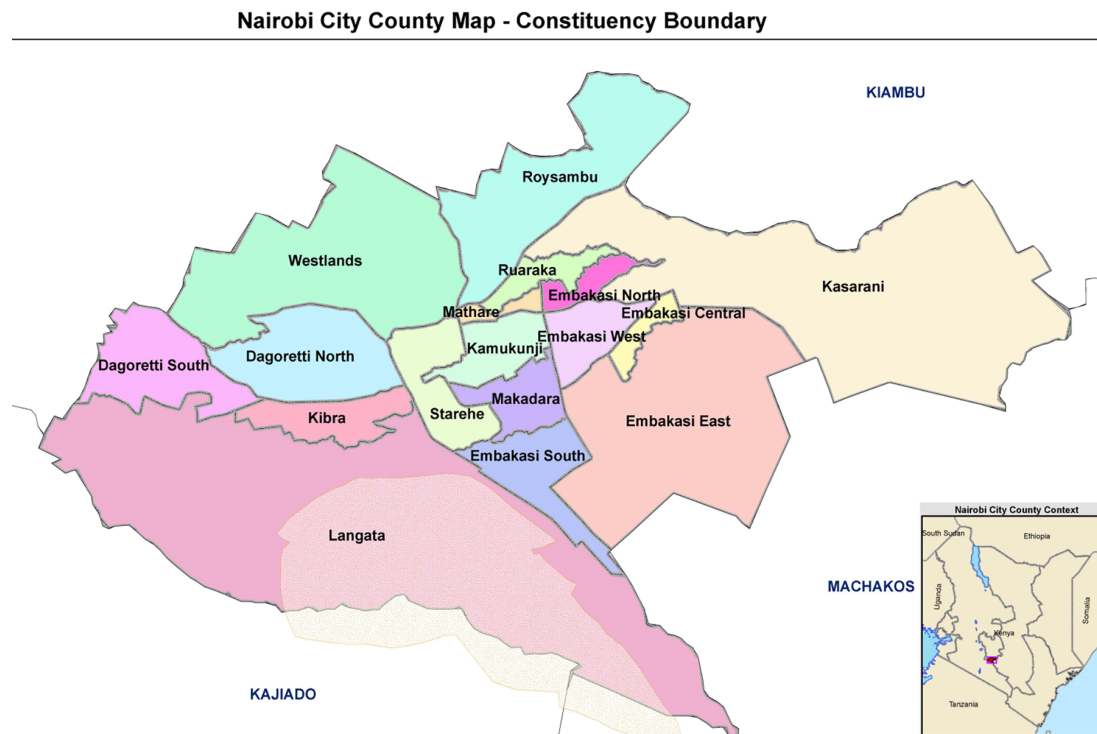 Nairobi City County Map - Constituency Boundary
KIAMBU
Roysambu
Westlands
Ruaraka
Kasarani
Embakasi North
Mathare
Embakasi Central
Embakasi West
Kamukunji
Dagoretti North
Dagoretti South
Makadara
Starehe
Kibra
Embakasi East
Embakasi South
Langata
MACHAKOS
KAJIADO
Nairobi City County Context
South Sudan
Ethiopia
Uganda
Somalia
Kenya
Tanzania